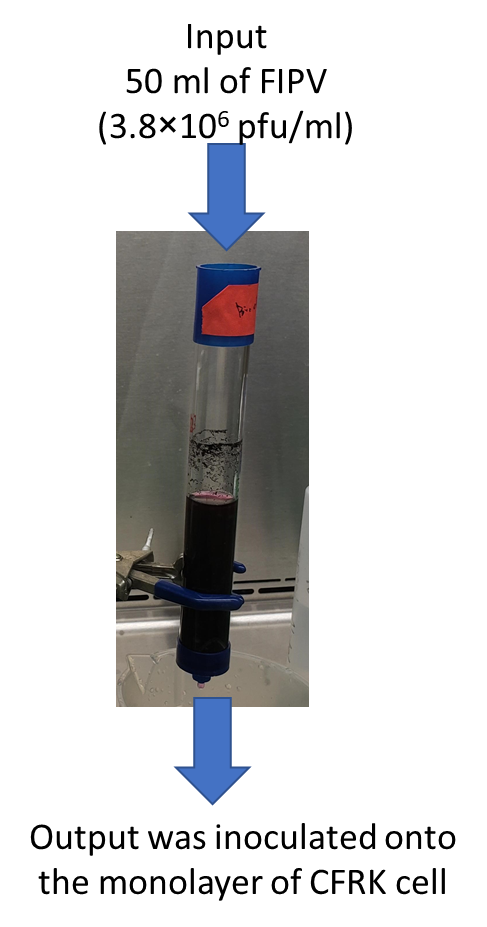 Input
50 ml of FIPV
(3.8×10⁶ pfu/ml)
Output was inoculated onto
the monolayer of CFRK cell